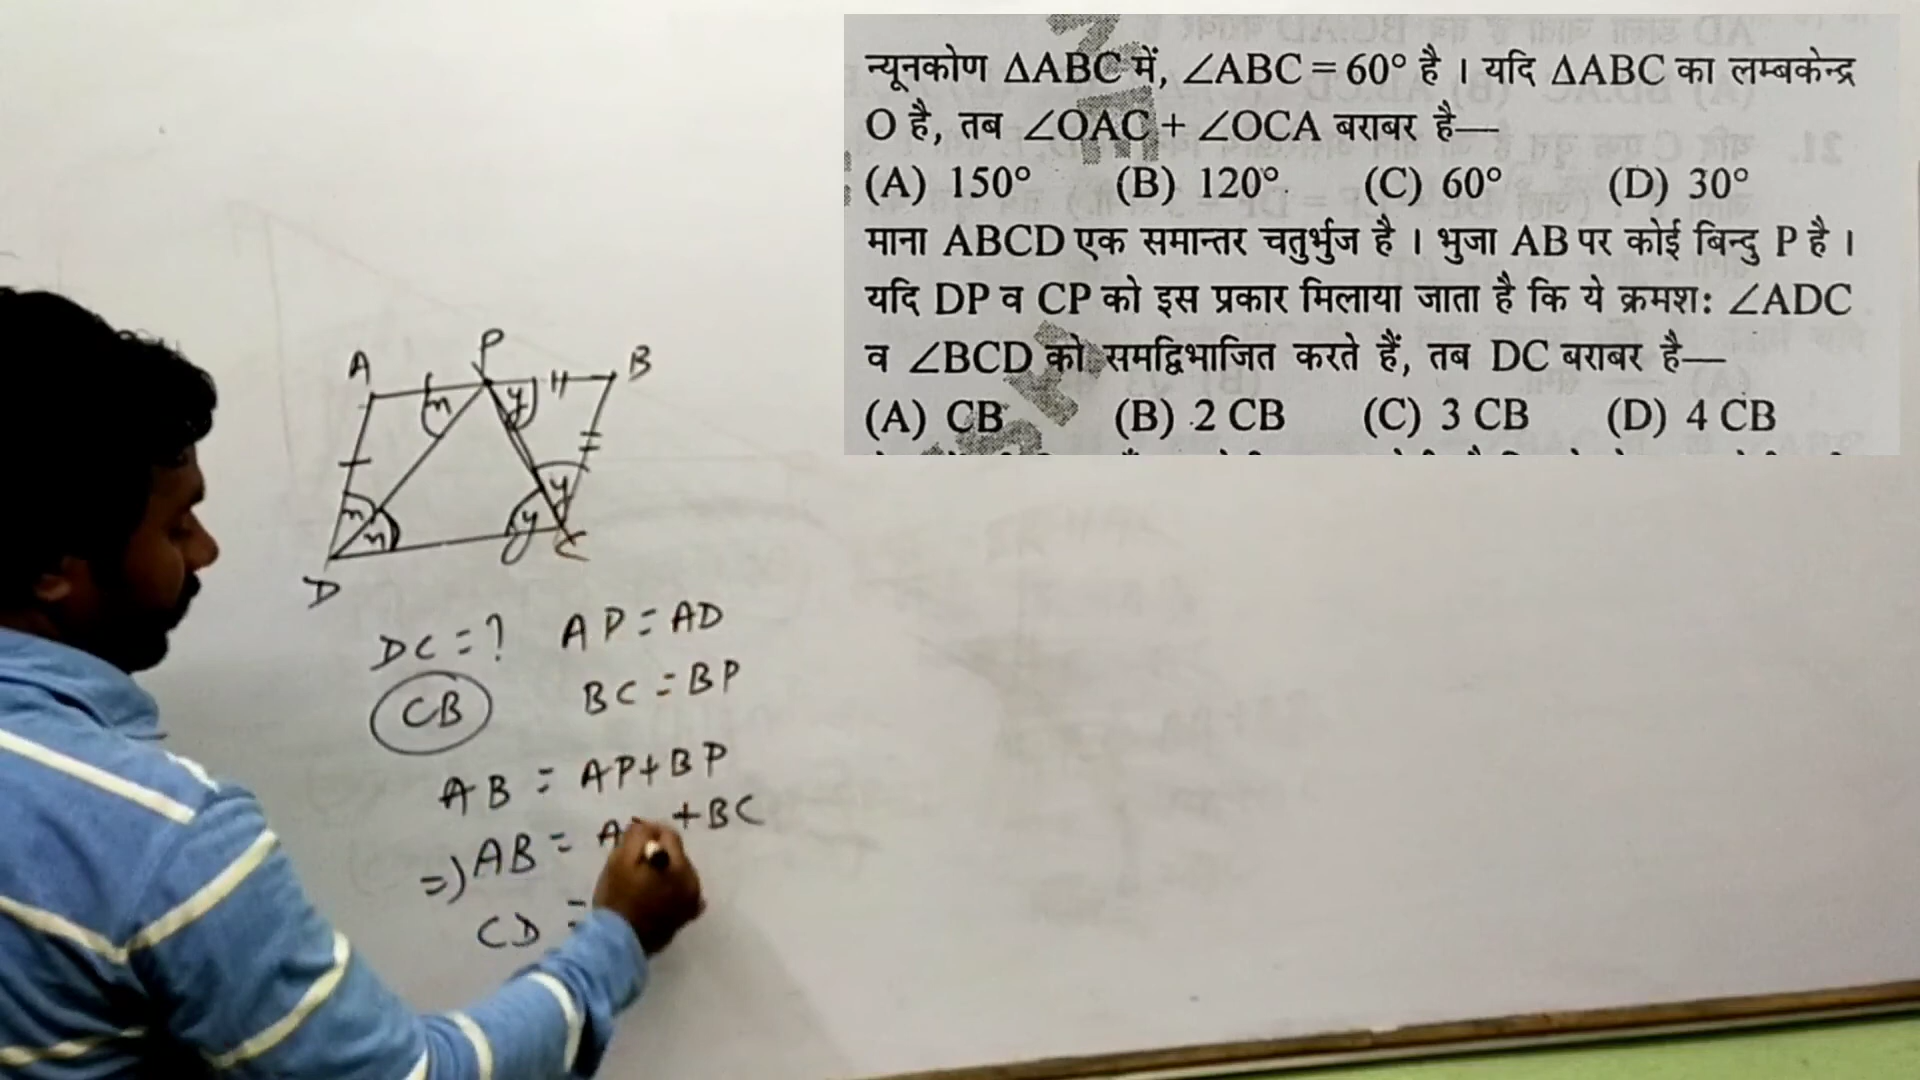 न्यूनकोण ΔABC में, ∠ABC = 60° है । यदि ΔABC का लम्बकेन्द्र
O है, तब ∠OAC + ∠OCA बराबर है—
(A) 150° (B) 120° (C) 60° (D) 30°
माना ABCD एक समान्तर चतुर्भुज है । भुजा AB पर कोई बिन्दु P है ।
यदि DP व CP को इस प्रकार मिलाया जाता है कि ये क्रमश: ∠ADC
व ∠BCD को समद्विभाजित करते हैं, तब DC बराबर है—
(A) CB (B) 2 CB (C) 3 CB (D) 4 CB
P
A B
n y
y
n n y
D C
DC = ? AP = AD
CB BC = BP
AB = AP + BP
=) AB = A + BC
CD =